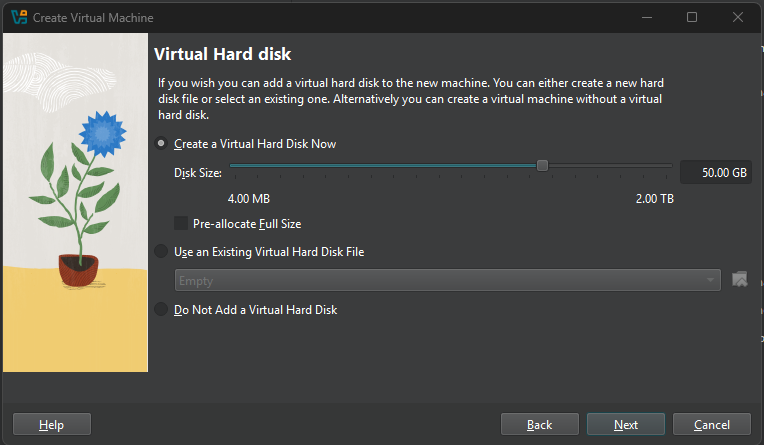 Create Virtual Machine
Virtual Hard disk
If you wish you can add a virtual hard disk to the new machine. You can either create a new hard
disk file or select an existing one. Alternatively you can create a virtual machine without a virtual
hard disk.
Create a Virtual Hard Disk Now
Disk Size:
50.00 GB
4.00 MB
2.00 TB
Pre-allocate Full Size
Use an Existing Virtual Hard Disk File
Empty
Do Not Add a Virtual Hard Disk
Help
Back
Next
Cancel